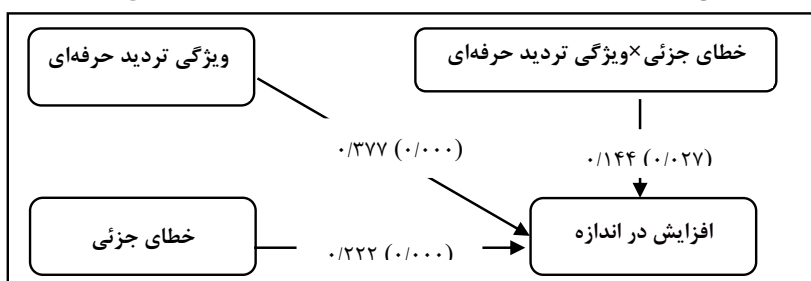 خطای جزئی×ویژگی تردید حرفه‌ای
ویژگی تردید حرفه‌ای
۰/۳۷۷ (۰/۰۰۰)
۰/۱۴۴ (۰/۰۲۷)
افزایش در اندازه
خطای جزئی
۰/۲۲۲ (۰/۰۰۰)